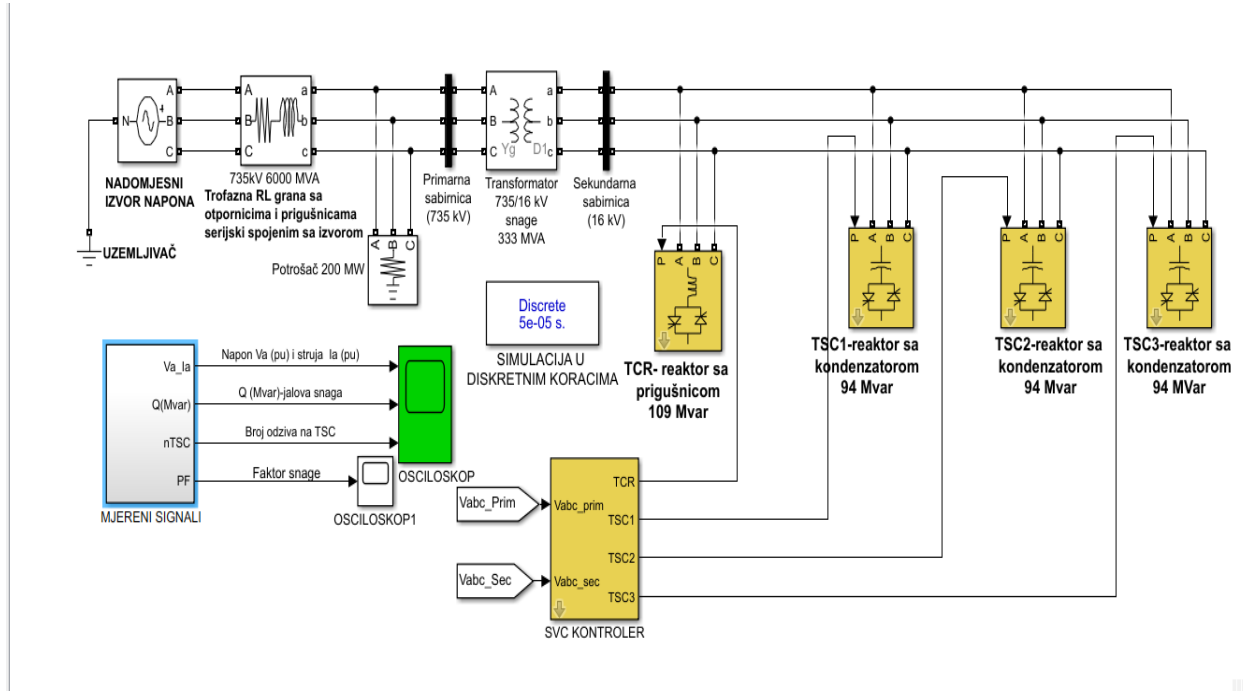 A
N
B
C
NADOMJESNI
IZVOR NAPONA
UZEMLJIVAČ
A
a
B
b
C
c
735kV 6000 MVA
Trofazna RL grana sa
otpornicima i prigušnicama
serijski spojenim sa izvorom
A
B
C
Potrošač 200 MW
Primarna
sabirnica
(735 kV)
A
a
B
b
C
c
Yg
D1
Transformator
735/16 kV
snage
333 MVA
Sekundarna
sabirnica
(16 kV)
Discrete
5e-05 s.
SIMULACIJA U
DISKRETNIM KORACIMA
P
A
B
C
TCR- reaktor sa
prigušnicom
109 Mvar
P
A
B
C
TSC1-reaktor sa
kondenzatorom
94 Mvar
P
A
B
C
TSC2-reaktor sa
kondenzatorom
94 Mvar
P
A
B
C
TSC3-reaktor sa
kondenzatorom
94 MVar
Va_Ia
Q(Mvar)
nTSC
PF
MJERENI SIGNALI
Napon Va (pu) i struja Ia (pu)
Q (Mvar)-jalova snaga
Broj odziva na TSC
Faktor snage
OSCILOSKOP
OSCILOSKOP1
Vabc_Prim
Vabc_Sec
Vabc_prim
Vabc_sec
TCR
TSC1
TSC2
TSC3
SVC KONTROLER